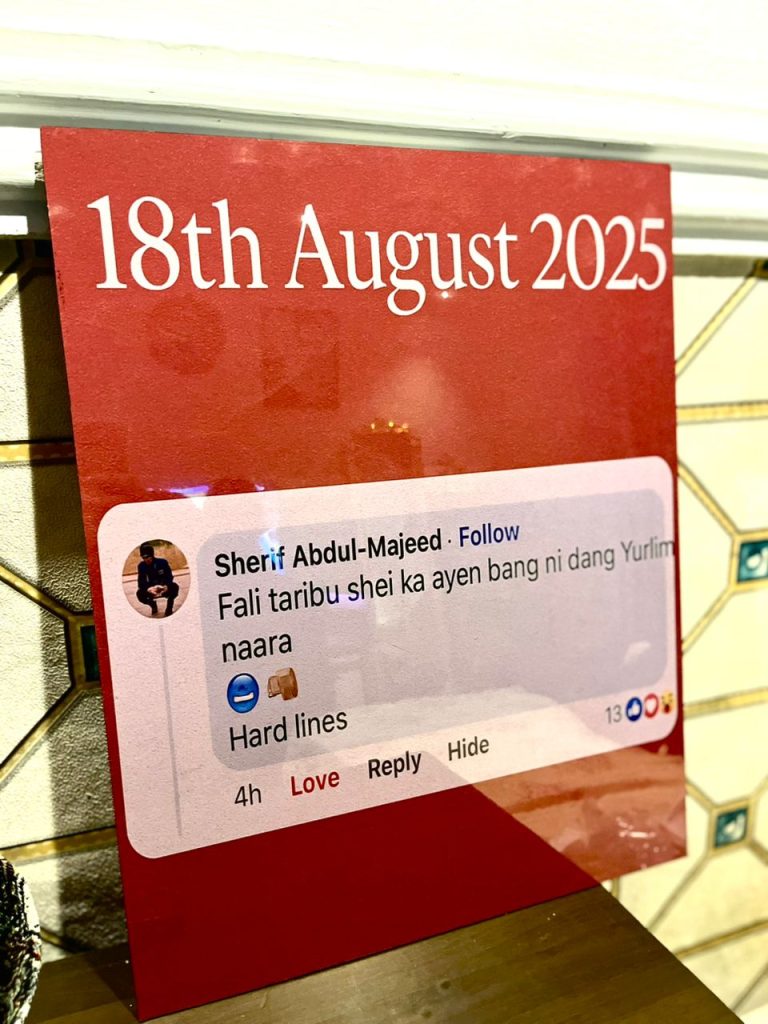 18th August 2025
Sherif Abdul-Majeed · Follow
Fali taribu shei ka ayen bang ni dang Yurlim
naara
Hard lines
13
4h Love Reply Hide